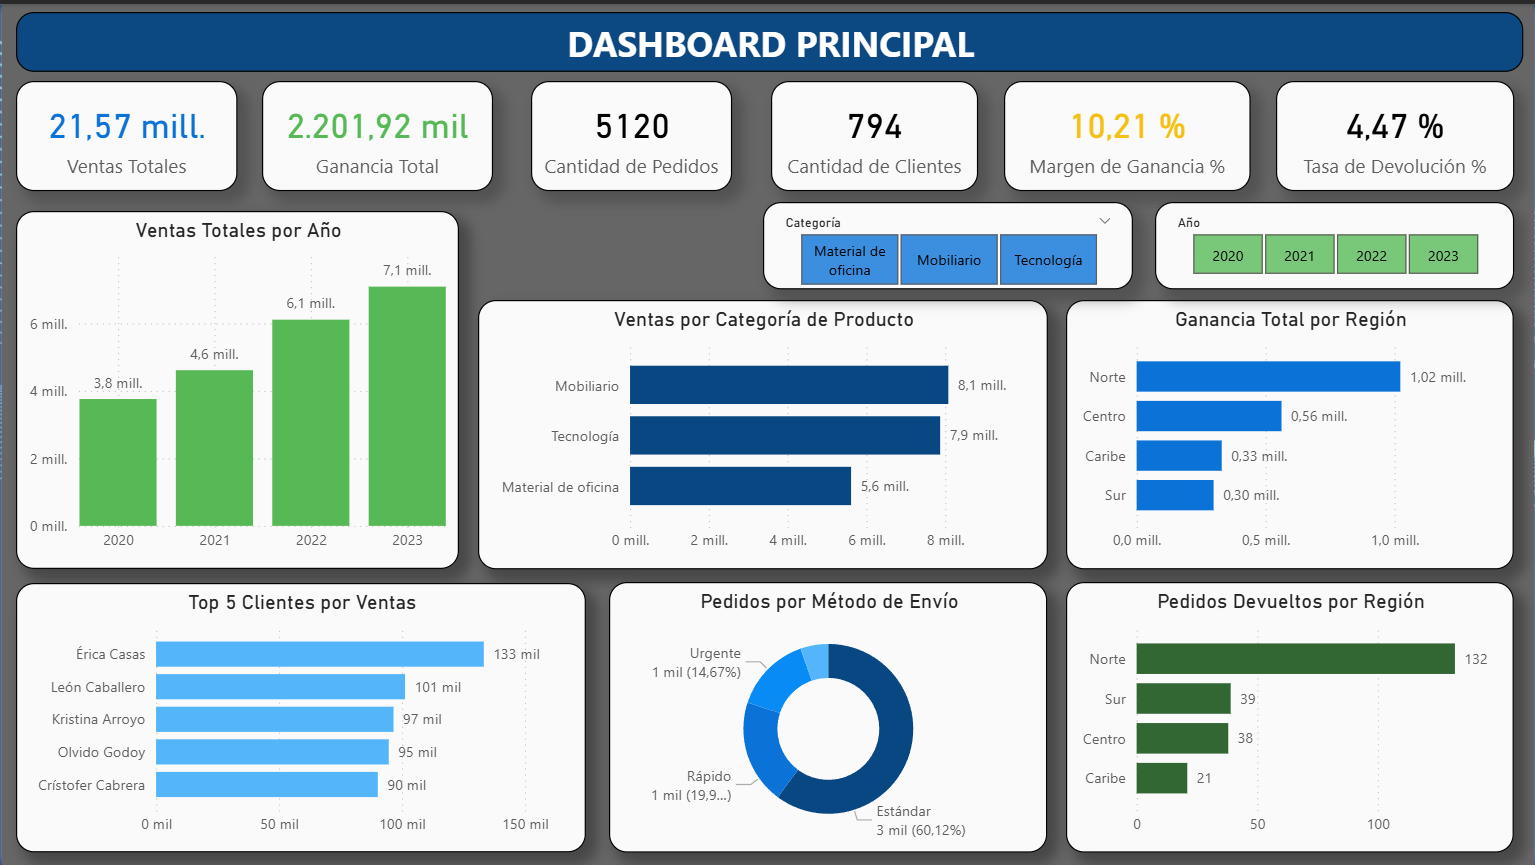 DASHBOARD PRINCIPAL
21,57 mill.
Ventas Totales
2.201,92 mil
Ganancia Total
5120
Cantidad de Pedidos
794
Cantidad de Clientes
10,21 %
Margen de Ganancia %
4,47 %
Tasa de Devolución %
Categoría
Material de
oficina
Mobiliario
Tecnología
Año
2020
2021
2022
2023
Ventas Totales por Año
7,1 mill.
6,1 mill.
4,6 mill.
3,8 mill.
6 mill.
4 mill.
2 mill.
0 mill.
2020
2021
2022
2023
Ventas por Categoría de Producto
Mobiliario
8,1 mill.
Tecnología
7,9 mill.
Material de oficina
5,6 mill.
0 mill.
2 mill.
4 mill.
6 mill.
8 mill.
Ganancia Total por Región
Norte
1,02 mill.
Centro
0,56 mill.
Caribe
0,33 mill.
Sur
0,30 mill.
0,0 mill.
0,5 mill.
1,0 mill.
Top 5 Clientes por Ventas
Érica Casas
133 mil
León Caballero
101 mil
Kristina Arroyo
97 mil
Olvido Godoy
95 mil
Crístofer Cabrera
90 mil
0 mil
50 mil
100 mil
150 mil
Pedidos por Método de Envío
Urgente
1 mil (14,67%)
Rápido
1 mil (19,9...)
Estándar
3 mil (60,12%)
Pedidos Devueltos por Región
Norte
132
Sur
39
Centro
38
Caribe
21
0
50
100